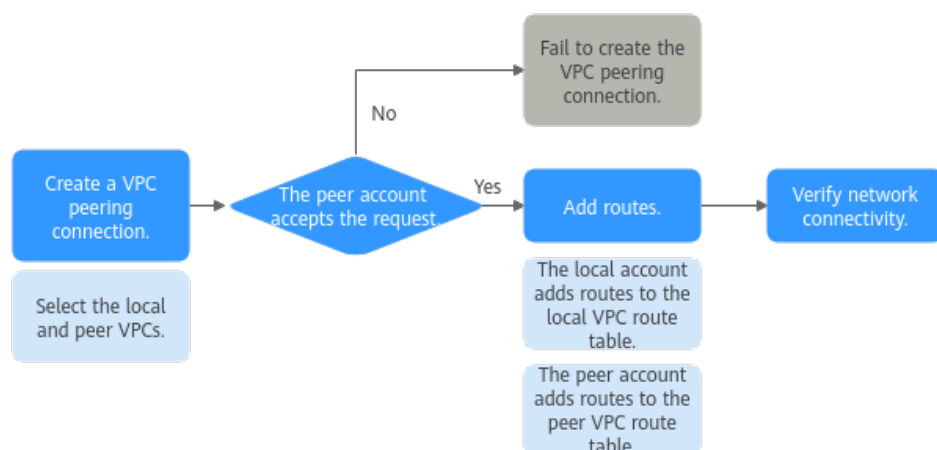 Fail to create the
VPC peering
connection.
No
Create a VPC
peering
connection.
The peer account
accepts the request.
Yes
Add routes.
Verify network
connectivity.
Select the local
and peer VPCs.
The local account
adds routes to the
local VPC route
table.
The peer account
adds routes to the
peer VPC route
table